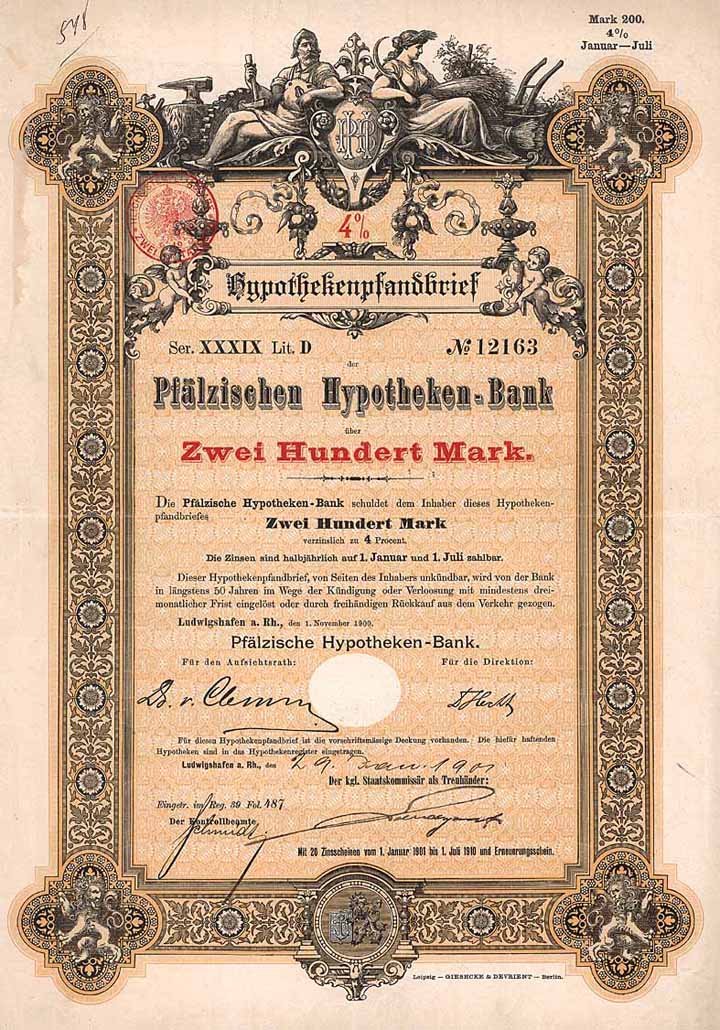 548
Mark 200.
4%
Januar—Juli
4%
Hypothekenpfandbrief
Ser. XXXIX Lit. D № 12163
der
Pfälzischen Hypotheken-Bank
über
Zwei Hundert Mark.
Die Pfälzische Hypotheken-Bank schuldet dem Inhaber dieses Hypotheken-
pfandbriefes
Zwei Hundert Mark
verzinslich zu 4 Procent.
Die Zinsen sind halbjährlich auf 1. Januar und 1. Juli zahlbar.
Dieser Hypothekenpfandbrief, von Seiten des Inhabers unkündbar, wird von der Bank
in längstens 50 Jahren im Wege der Kündigung oder Verloosung mit mindestens drei-
monatlicher Frist eingelöst oder durch freihändigen Rückkauf aus dem Verkehr gezogen.
Ludwigshafen a. Rh., den 1. November 1900.
Pfälzische Hypotheken-Bank.
Für den Aufsichtsrath: Für die Direktion:
Dr. v. Clemm
Für diesen Hypothekenpfandbrief ist die vorschriftsmässige Deckung vorhanden. Die hiefür haftenden
Hypotheken sind in das Hypothekenregister eingetragen.
Ludwigshafen a. Rh., den 29. Jan. 1901
Der kgl. Staatskommissär als Treuhänder:
Eingetr. im Reg. 39 Fol. 487
Der Kontrollbeamte
Schmidt
Mit 20 Zinsscheinen vom 1. Januar 1901 bis 1. Juli 1910 und Erneuerungsschein.
Leipzig — GIESECKE & DEVRIENT — Berlin.